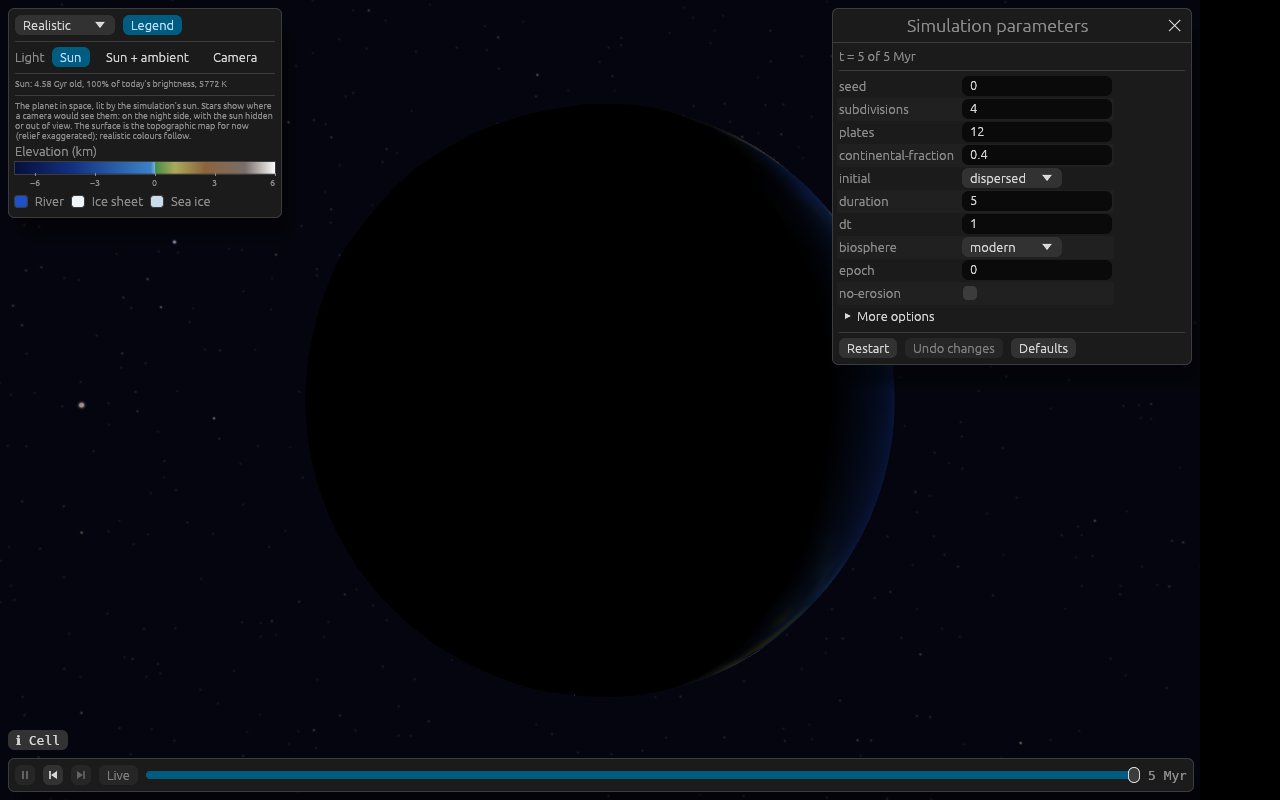 Realistic
Legend
Light
Sun
Sun + ambient
Camera
Sun: 4.58 Gyr old, 100% of today's brightness, 5772 K
The planet in space, lit by the simulation's sun. Stars show where
a camera would see them: on the night side, with the sun hidden
or out of view. The surface is the topographic map for now
(relief exaggerated); realistic colours follow.
Elevation (km)
−6 −3 0 3 6
River
Ice sheet
Sea ice
Simulation parameters
t = 5 of 5 Myr
seed 0
subdivisions 4
plates 12
continental-fraction 0.4
initial dispersed
duration 5
dt 1
biosphere modern
epoch 0
no-erosion
More options
Restart
Undo changes
Defaults
ℹ Cell
Live
5 Myr